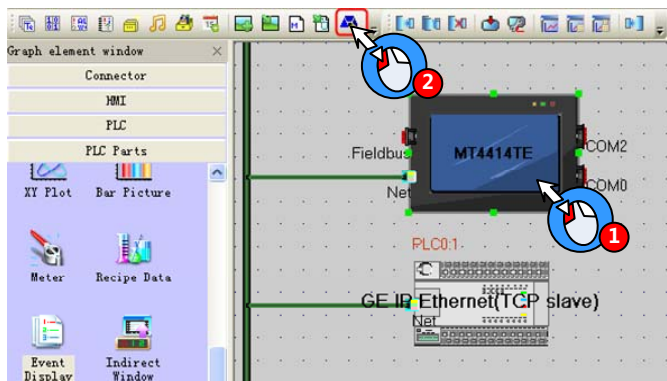 Graph element window
Connector
HMI
PLC
PLC Parts
XY Plot
Bar Picture
Meter
Recipe Data
Event
Display
Indirect
Window
2
Fieldbus
MT4414TE
COM2
Net
COM0
1
PLC0:1
GE IP Ethernet(TCP slave)
Net